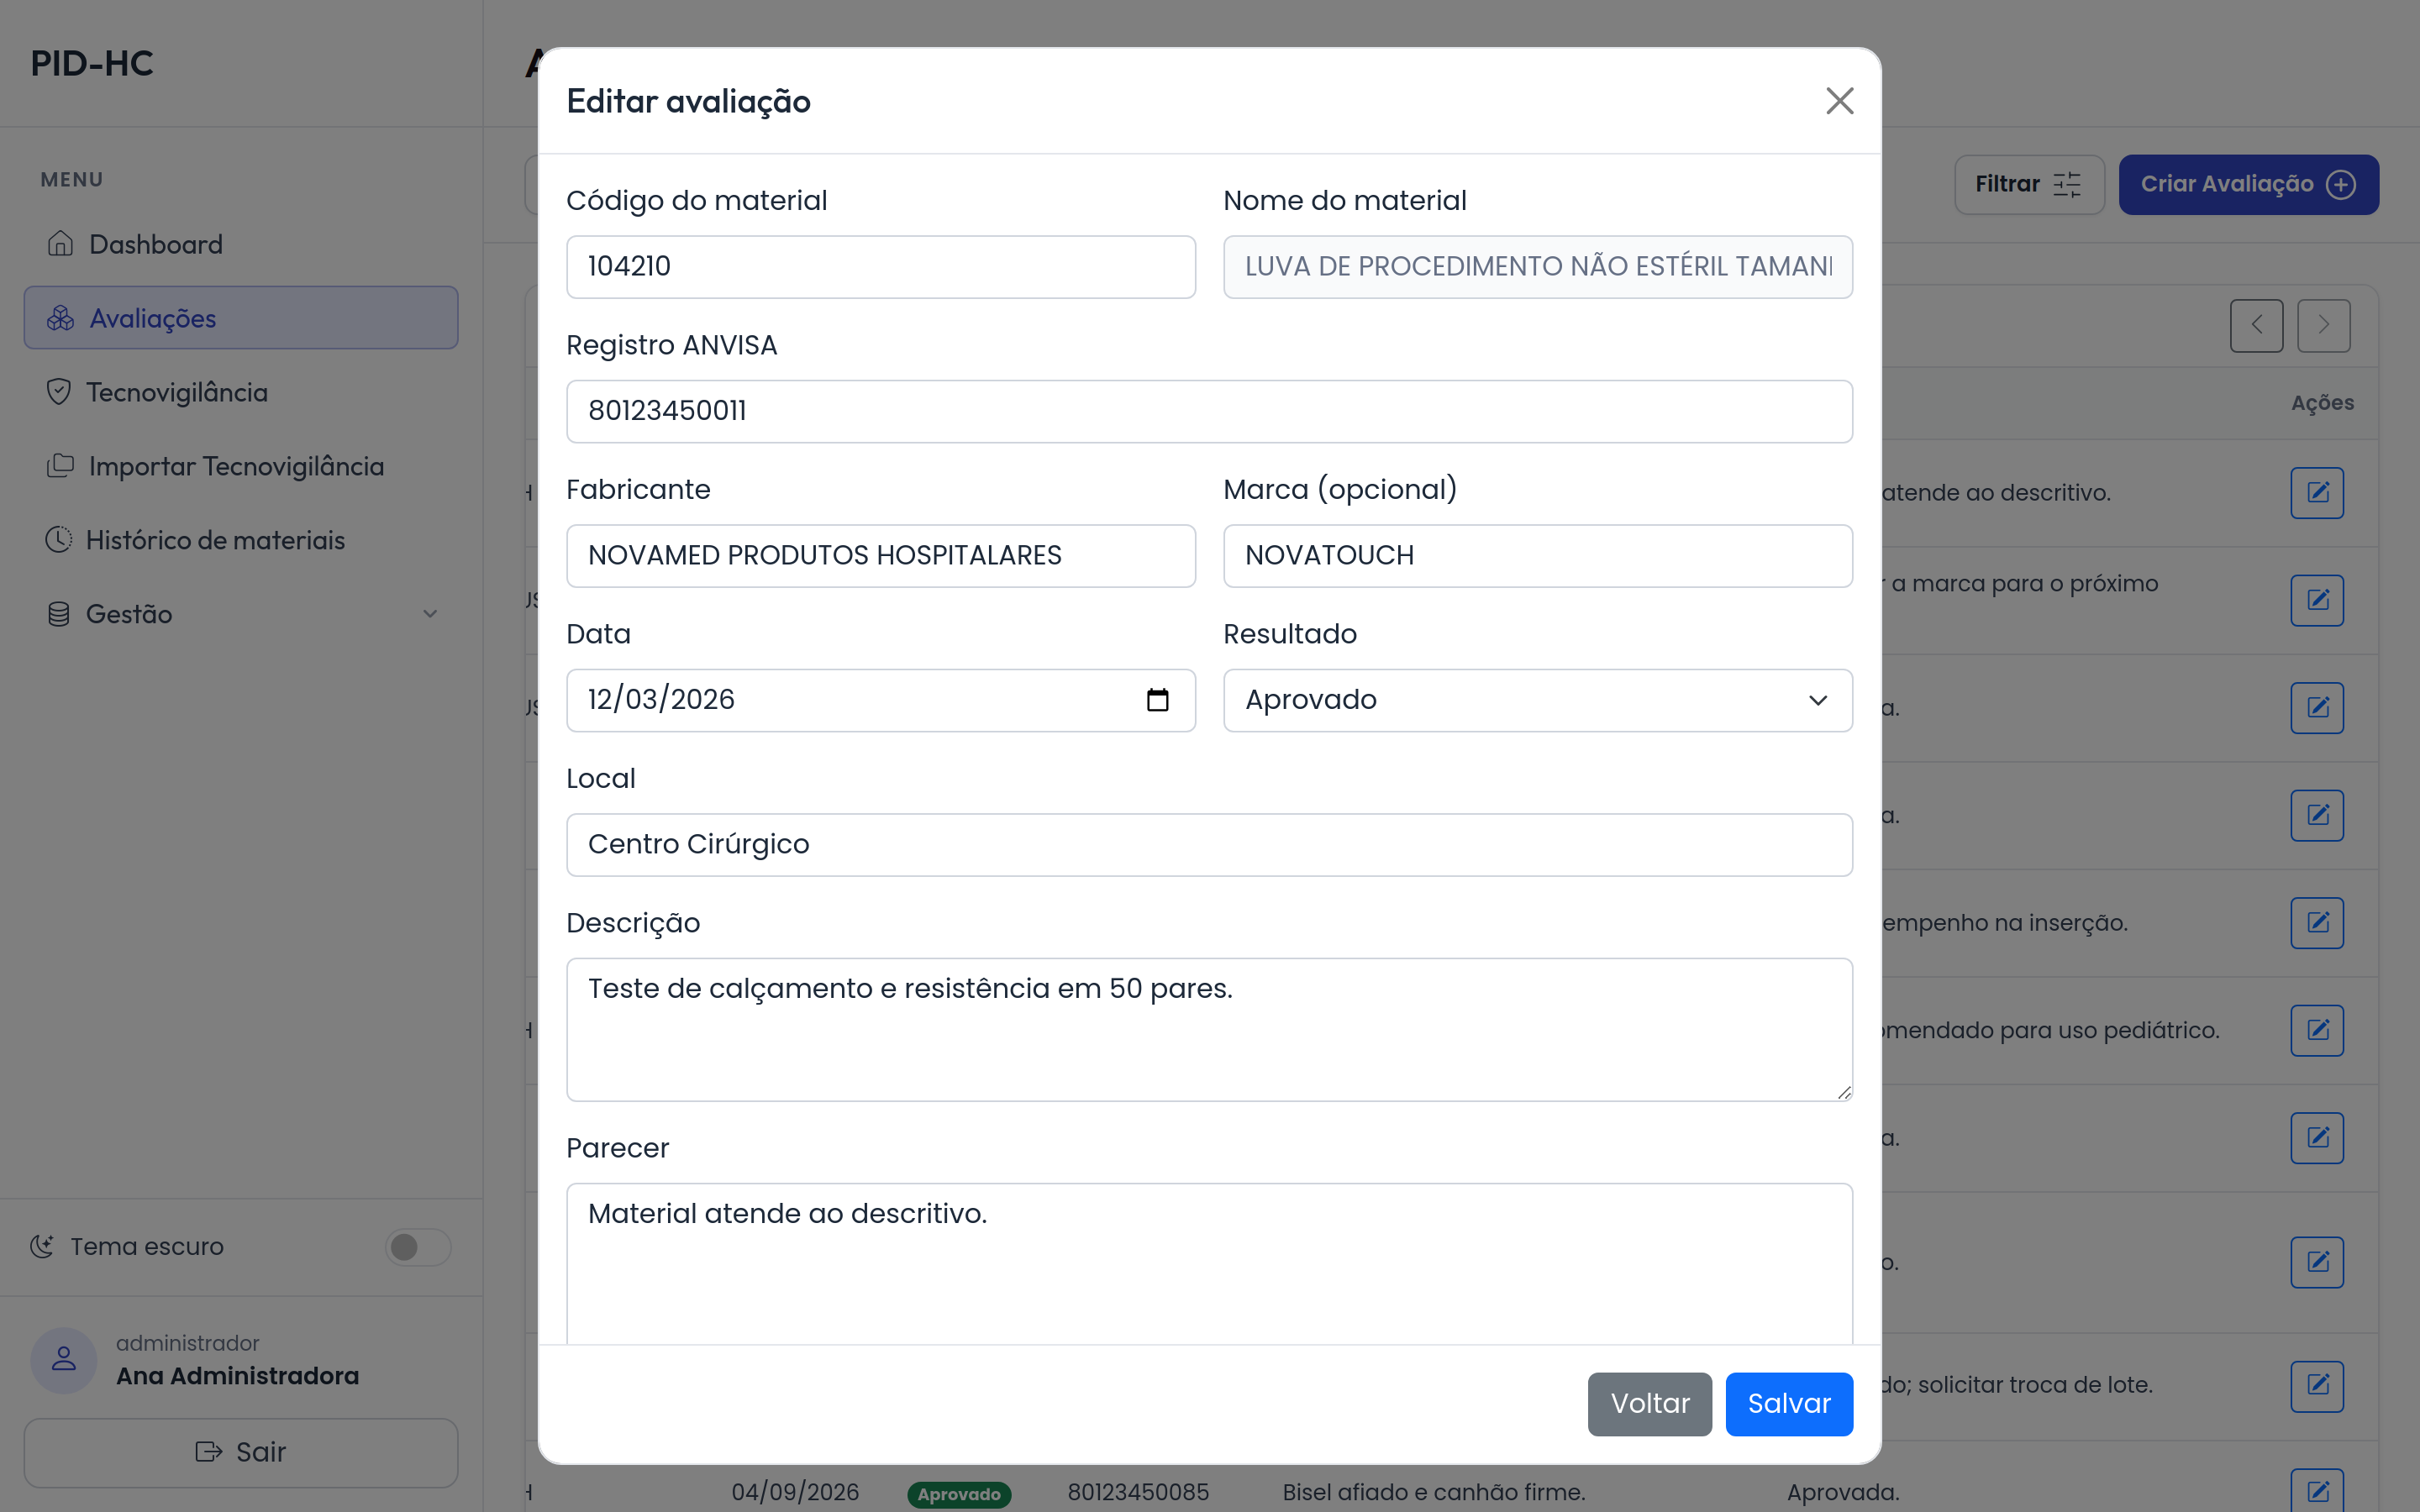 PID-HC
MENU
Dashboard
Avaliações
Tecnovigilância
Importar Tecnovigilância
Histórico de materiais
Gestão
Tema escuro
administrador
Ana Administradora
Sair
Filtrar
Criar Avaliação
Ações
atende ao descritivo.
a marca para o próximo
na inserção.
para uso pediátrico.
solicitar troca de lote.
04/09/2026 Aprovado 80123450085 Bisel afiado e canhão firme. Aprovada.
Editar avaliação
Código do material
104210
Nome do material
LUVA DE PROCEDIMENTO NÃO ESTÉRIL
Registro ANVISA
80123450011
Fabricante
NOVAMED PRODUTOS HOSPITALARES
Marca (opcional)
NOVATOUCH
Data
12/03/2026
Resultado
Aprovado
Local
Centro Cirúrgico
Descrição
Teste de calçamento e resistência em 50 pares.
Parecer
Material atende ao descritivo.
Voltar
Salvar